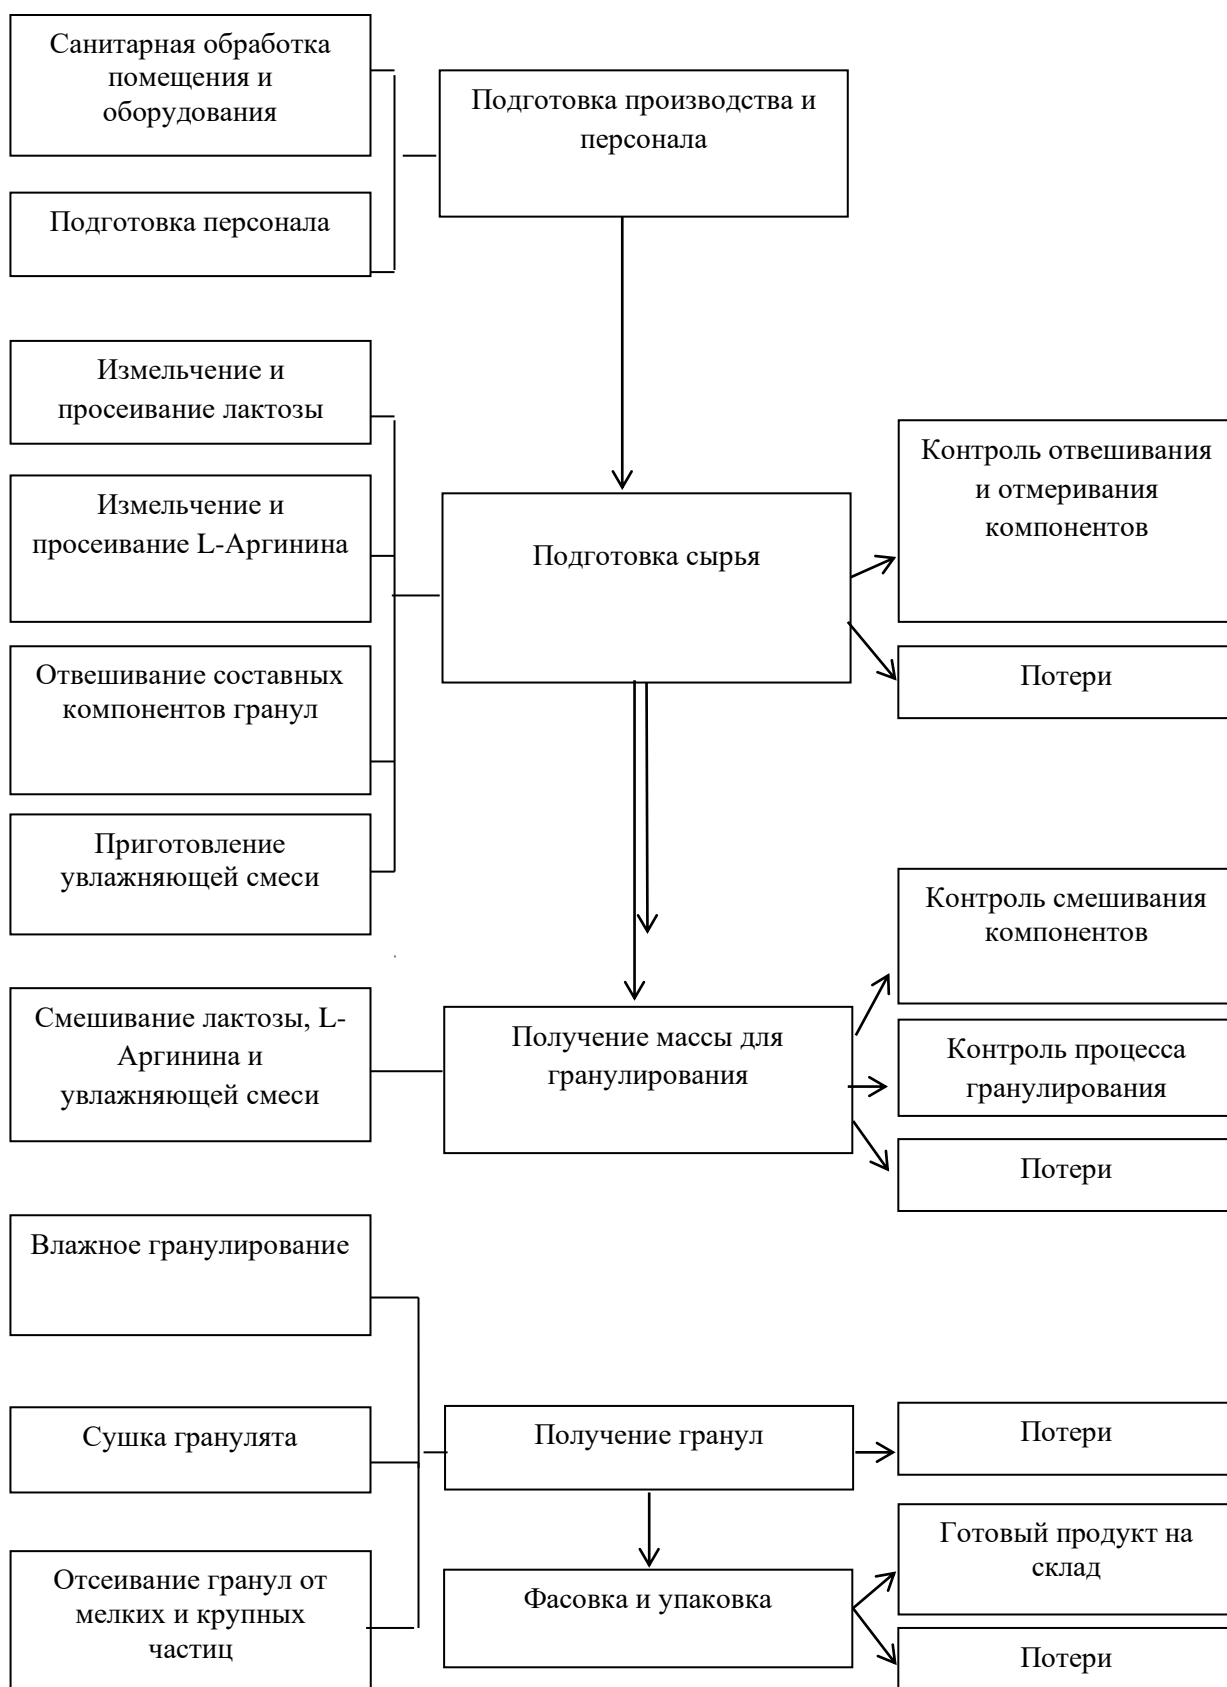 Санитарная обработка
помещения и
оборудования
Подготовка производства и
персонала
Подготовка персонала
Измельчение и
просеивание лактозы
Контроль отвешивания
и отмеривания
компонентов
Измельчение и
просеивание L-Аргинина
Подготовка сырья
Отвешивание составных
компонентов гранул
Потери
Приготовление
увлажняющей смеси
Контроль смешивания
компонентов
Смешивание лактозы, L-
Аргинина и
увлажняющей смеси
Получение массы для
гранулирования
Контроль процесса
гранулирования
Потери
Влажное гранулирование
Сушка гранулята
Получение гранул
Потери
Готовый продукт на
склад
Отсеивание гранул от
мелких и крупных
частиц
Фасовка и упаковка
Потери